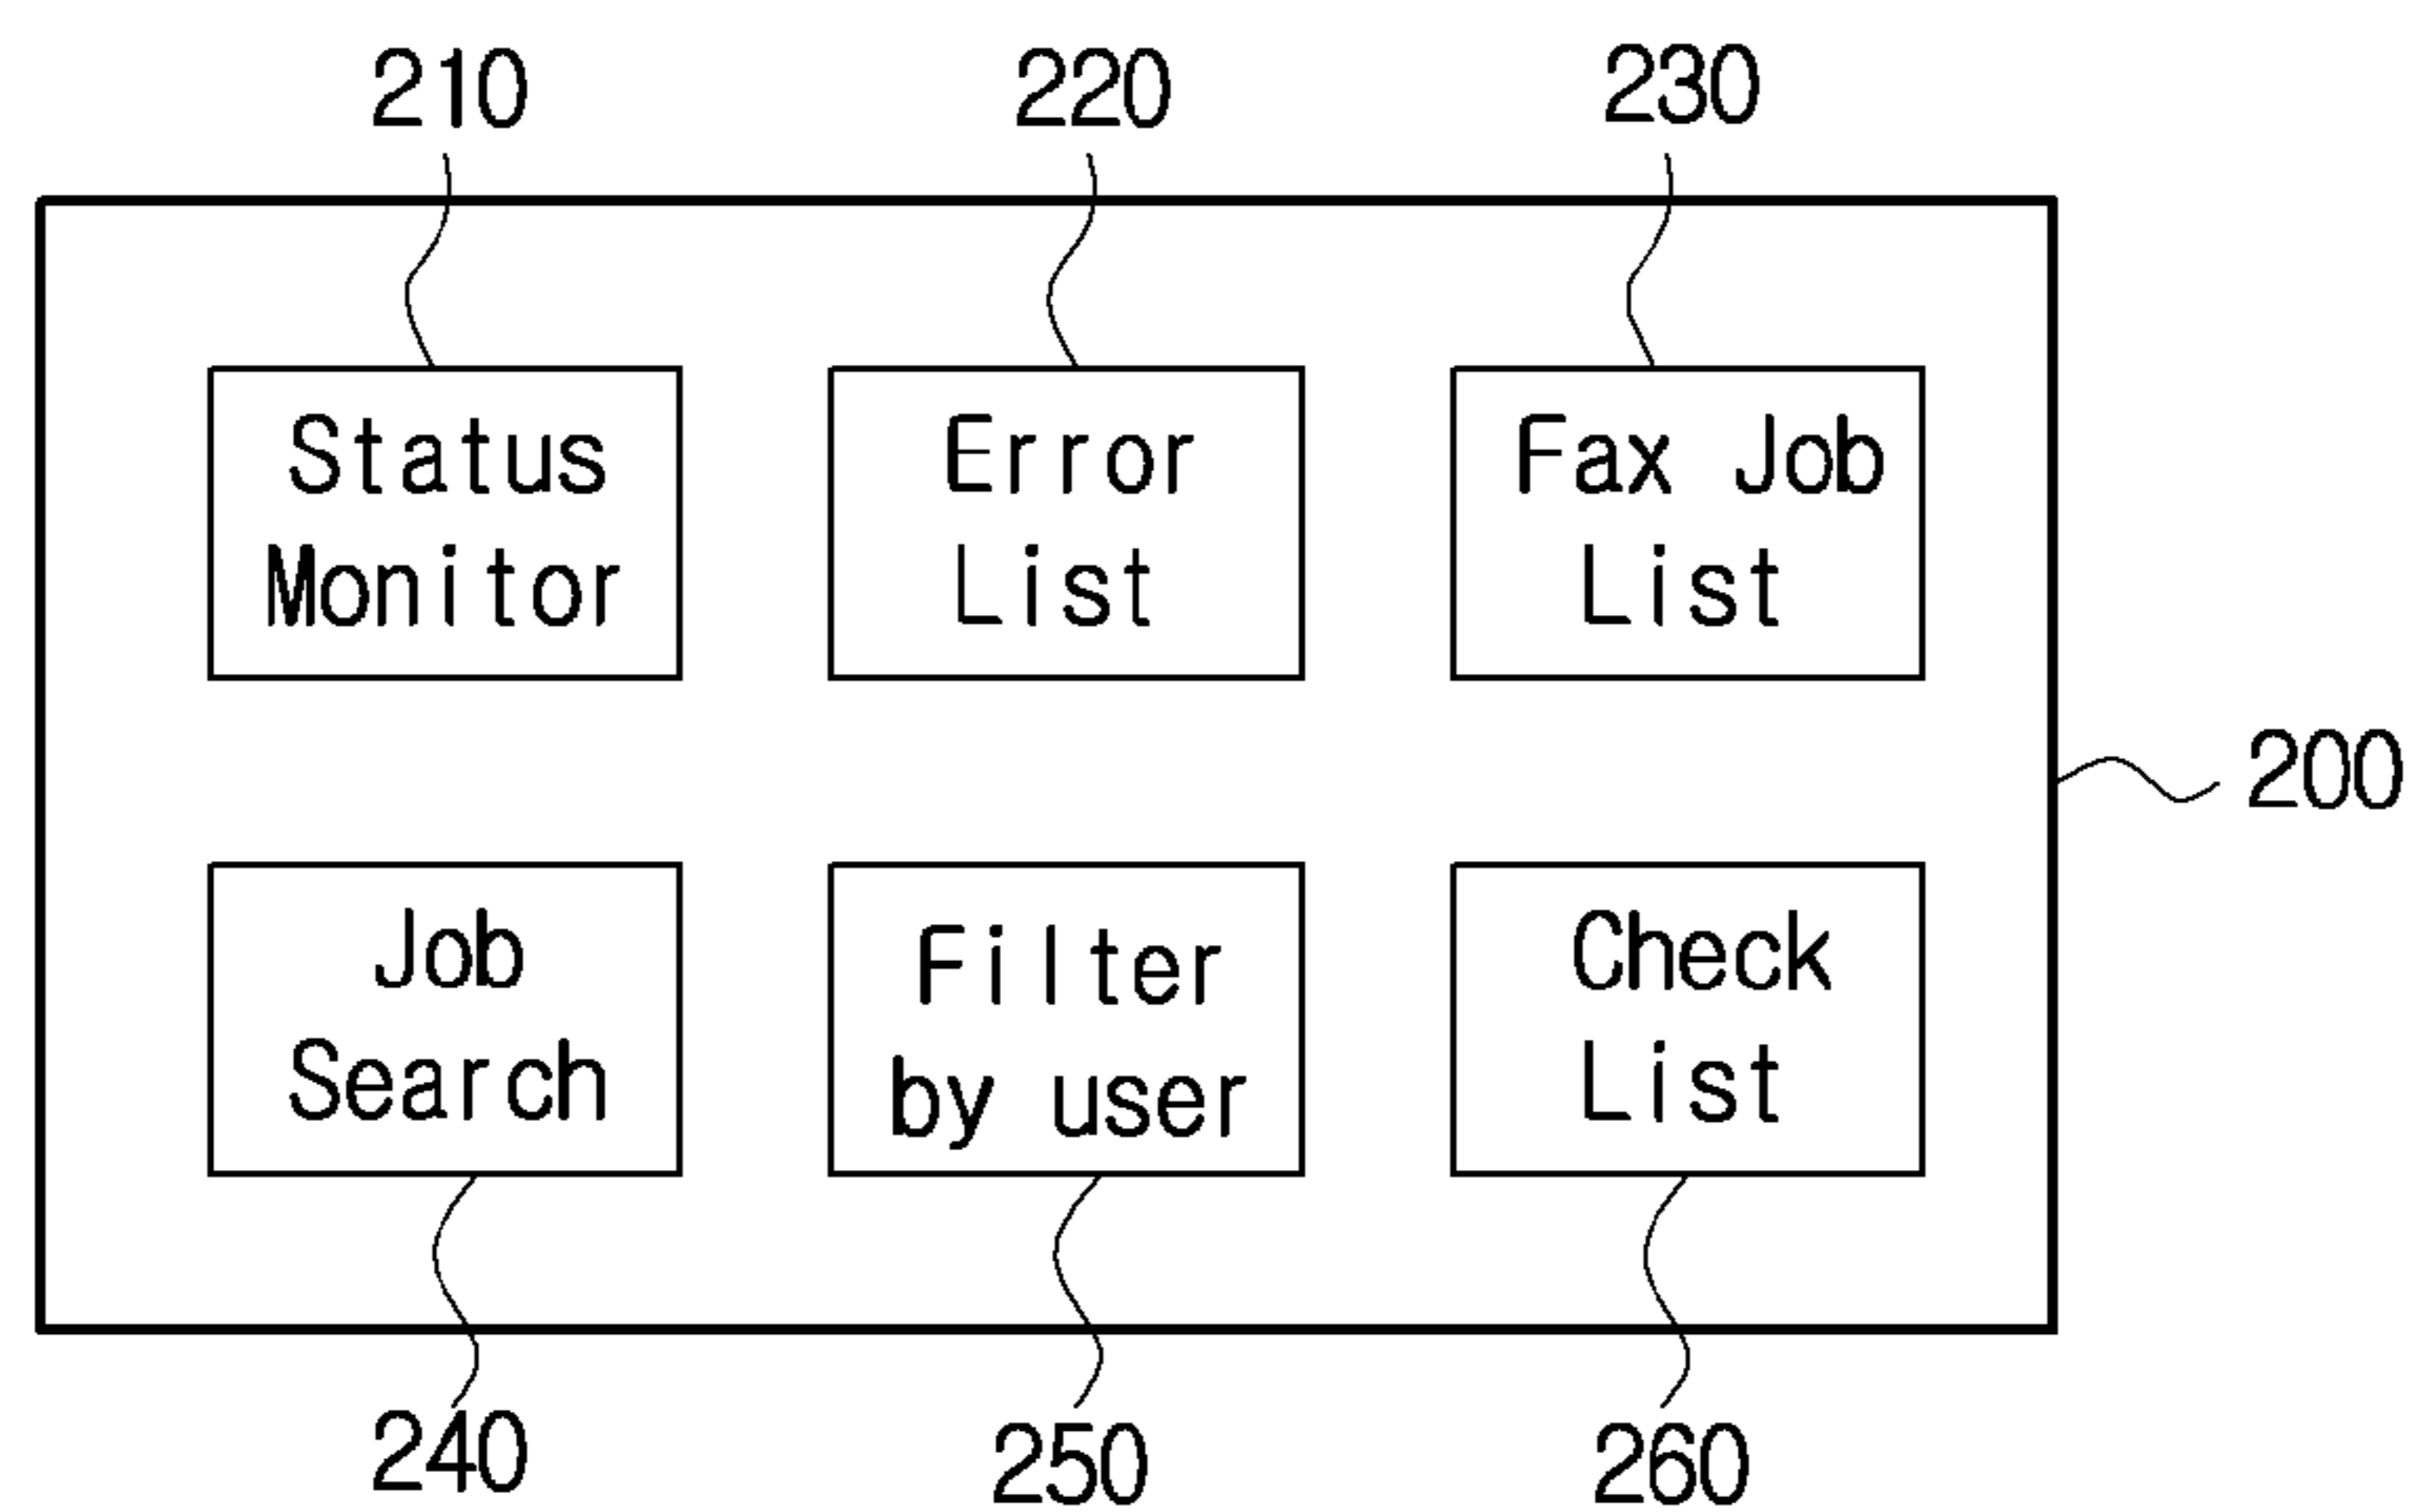 210 220 230
Status Error Fax Job
Monitor List List
200
Job Filter Check
Search by user List
240 250 260